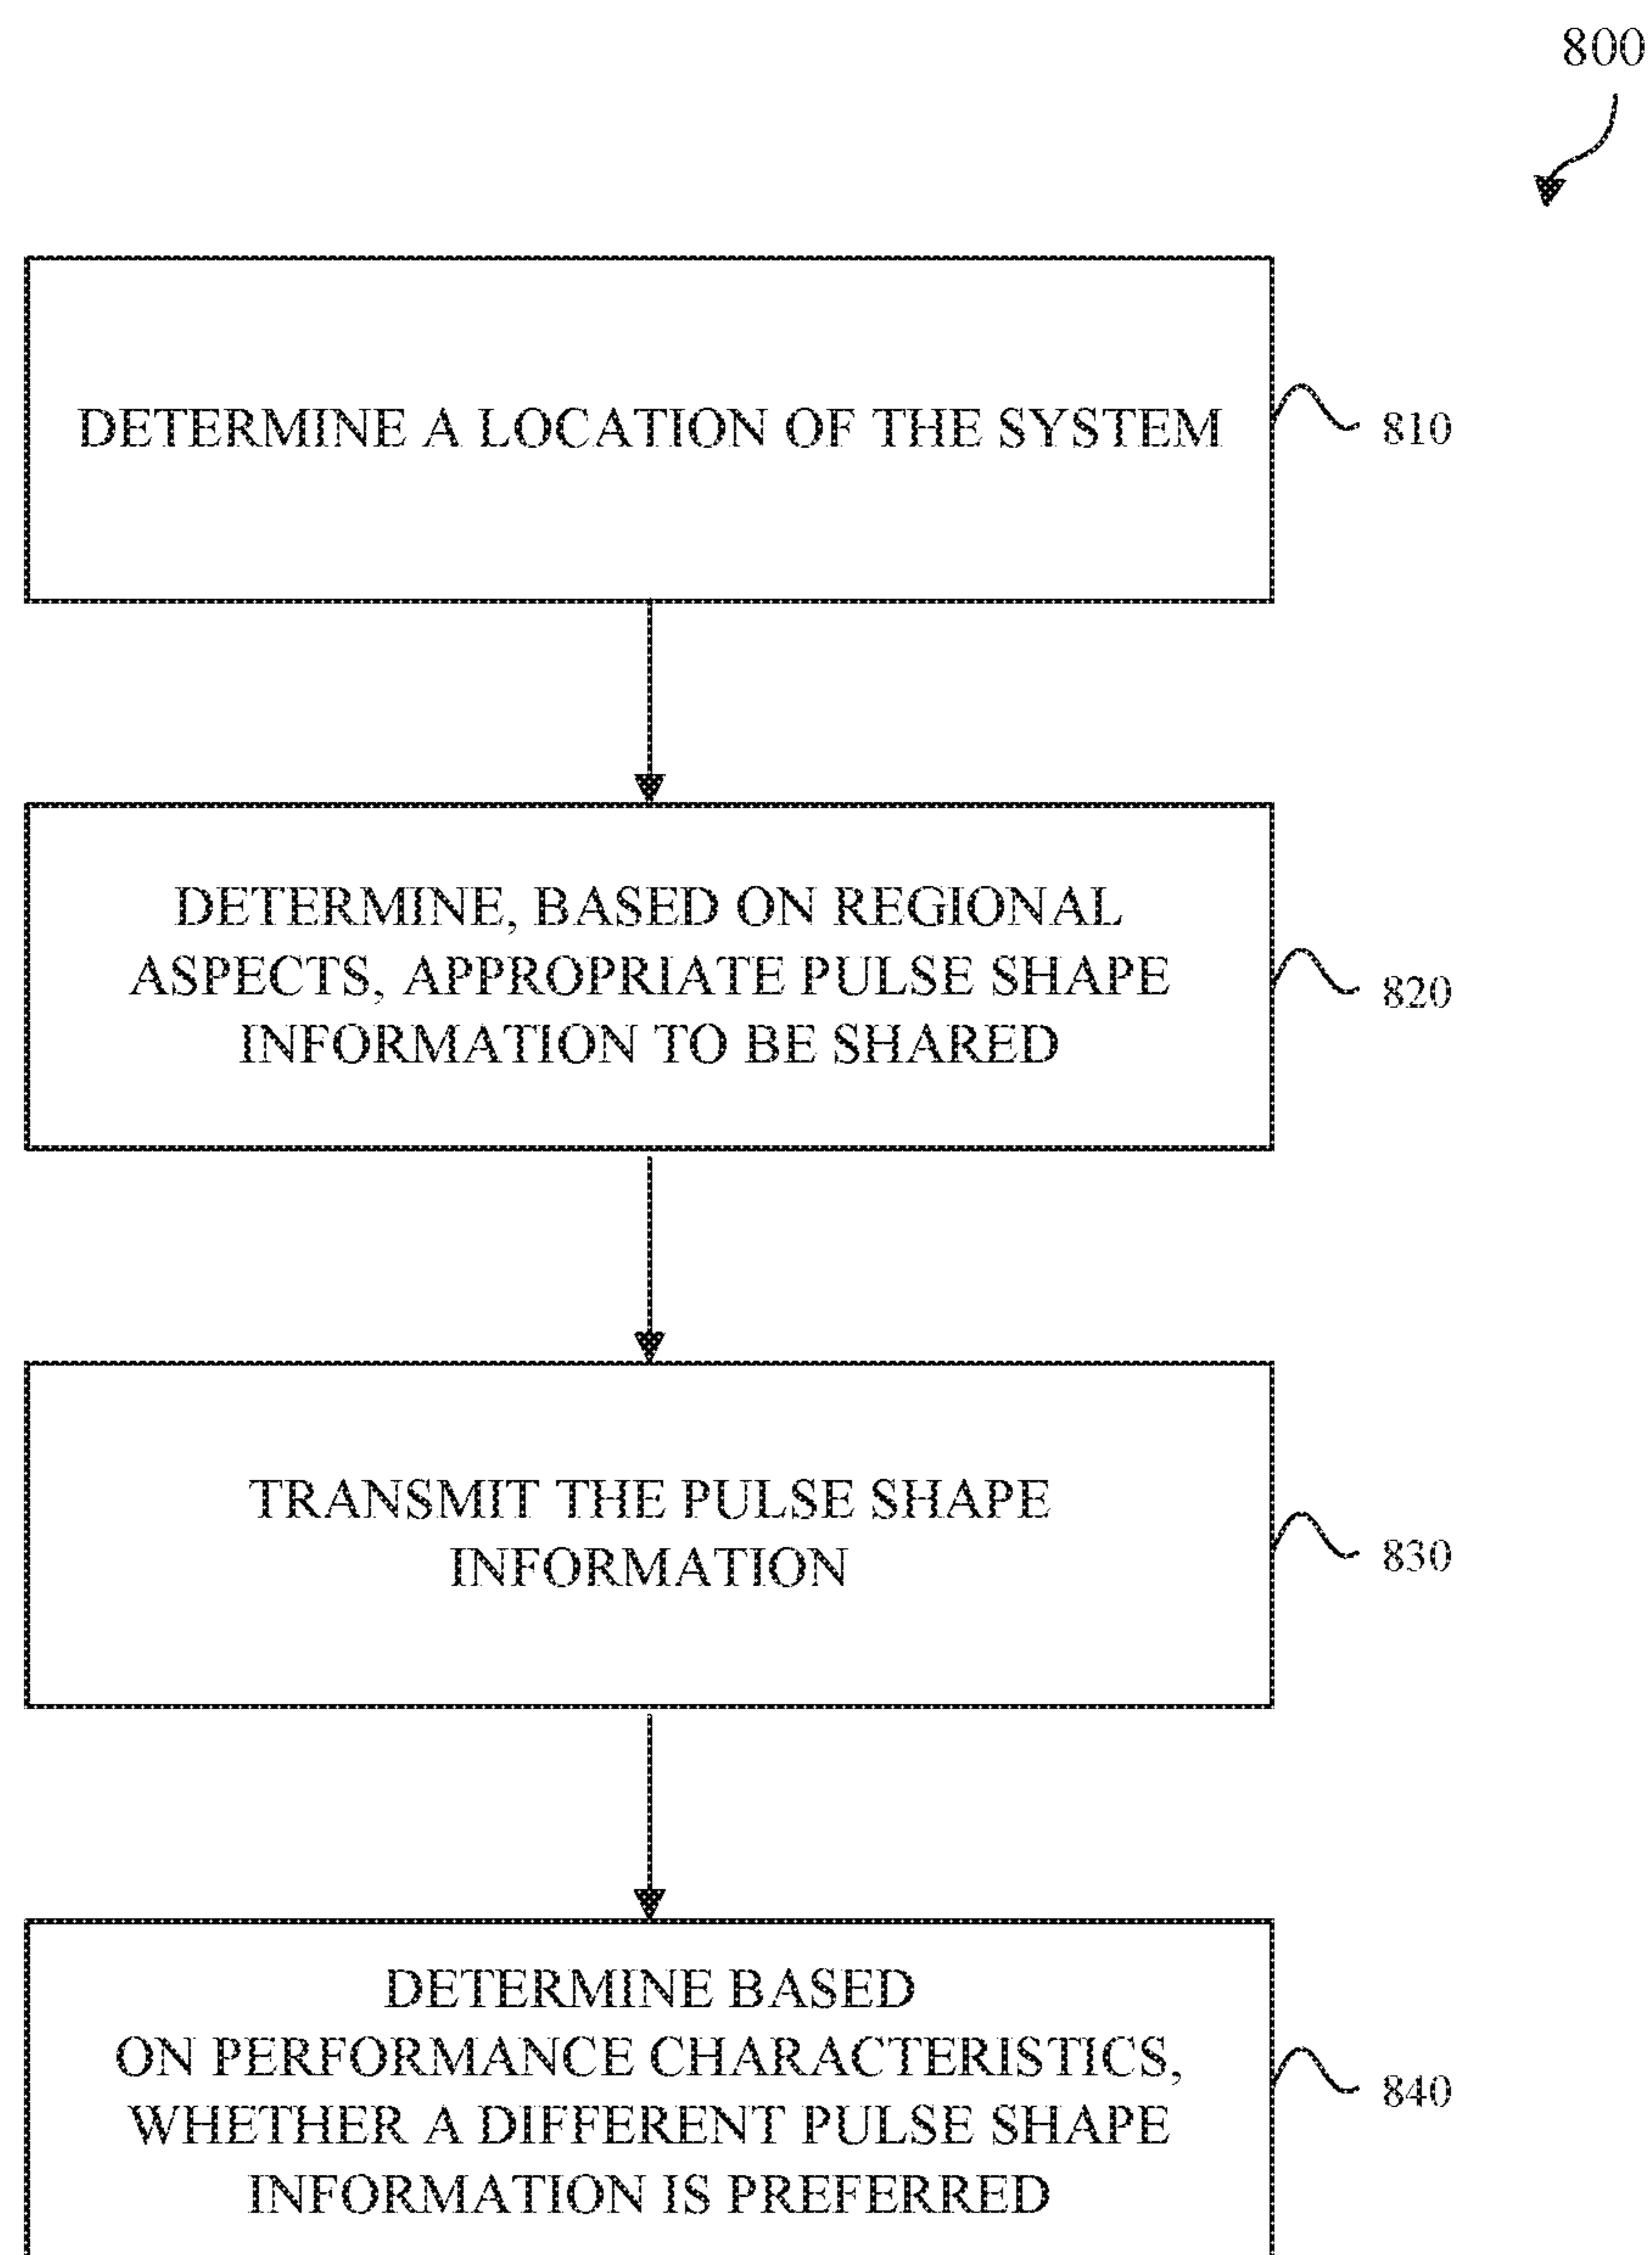 800
DETERMINE A LOCATION OF THE SYSTEM
810
DETERMINE, BASED ON REGIONAL
ASPECTS, APPROPRIATE PULSE SHAPE
INFORMATION TO BE SHARED
820
TRANSMIT THE PULSE SHAPE
INFORMATION
830
DETERMINE BASED
ON PERFORMANCE CHARACTERISTICS,
WHETHER A DIFFERENT PULSE SHAPE
INFORMATION IS PREFERRED
840